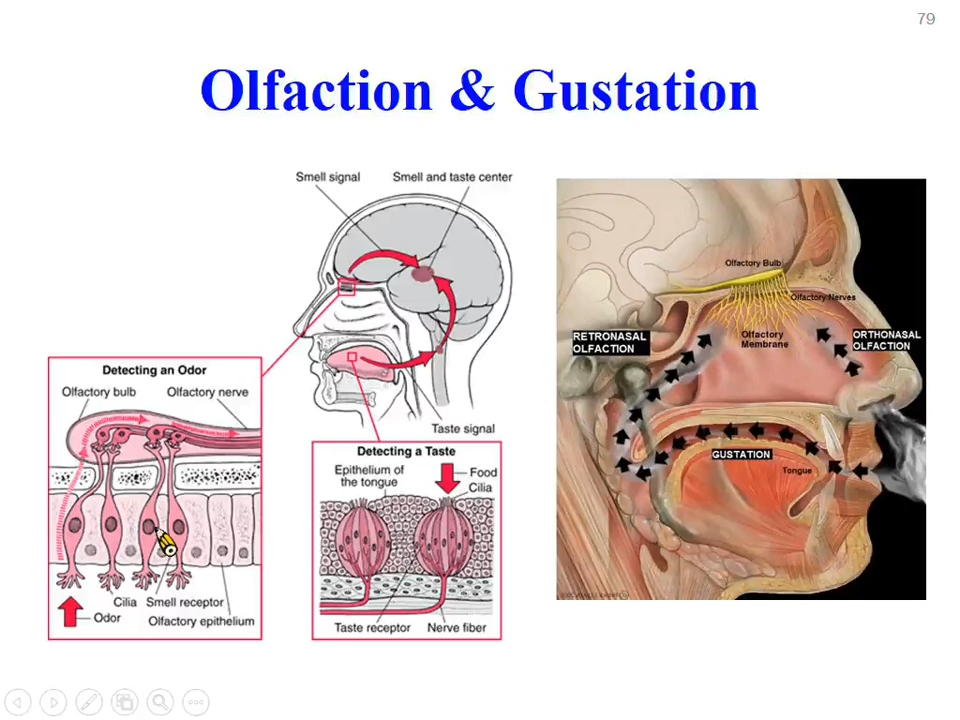 79
Olfaction & Gustation
Smell signal
Smell and taste center
Detecting an Odor
Olfactory bulb
Olfactory nerve
Cilia
Smell receptor
Odor
Olfactory epithelium
Taste signal
Detecting a Taste
Epithelium of
the tongue
Food
Cilia
Taste receptor
Nerve fiber
Olfactory Bulb
Olfactory Nerves
RETRONASAL
OLFACTION
Olfactory
Membrane
ORTHONASAL
OLFACTION
GUSTATION
Tongue